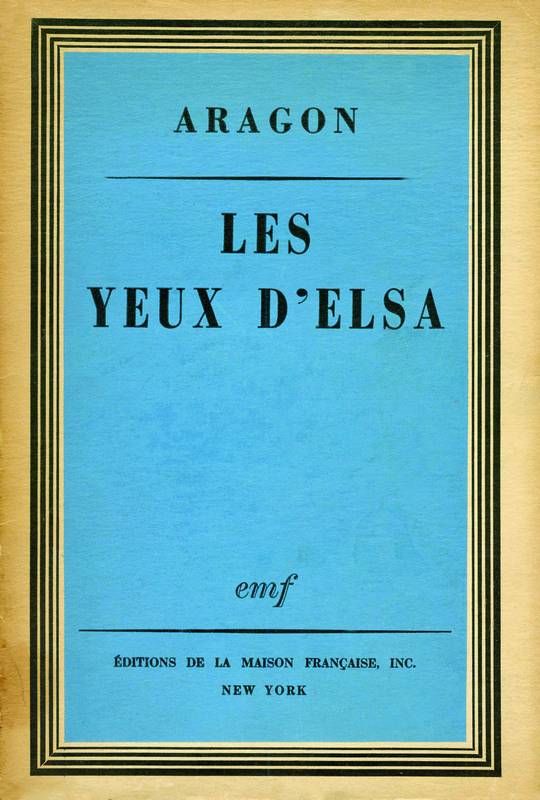 ARAGON
LES
YEUX D'ELSA
emf
ÉDITIONS DE LA MAISON FRANÇAISE, INC.
NEW YORK